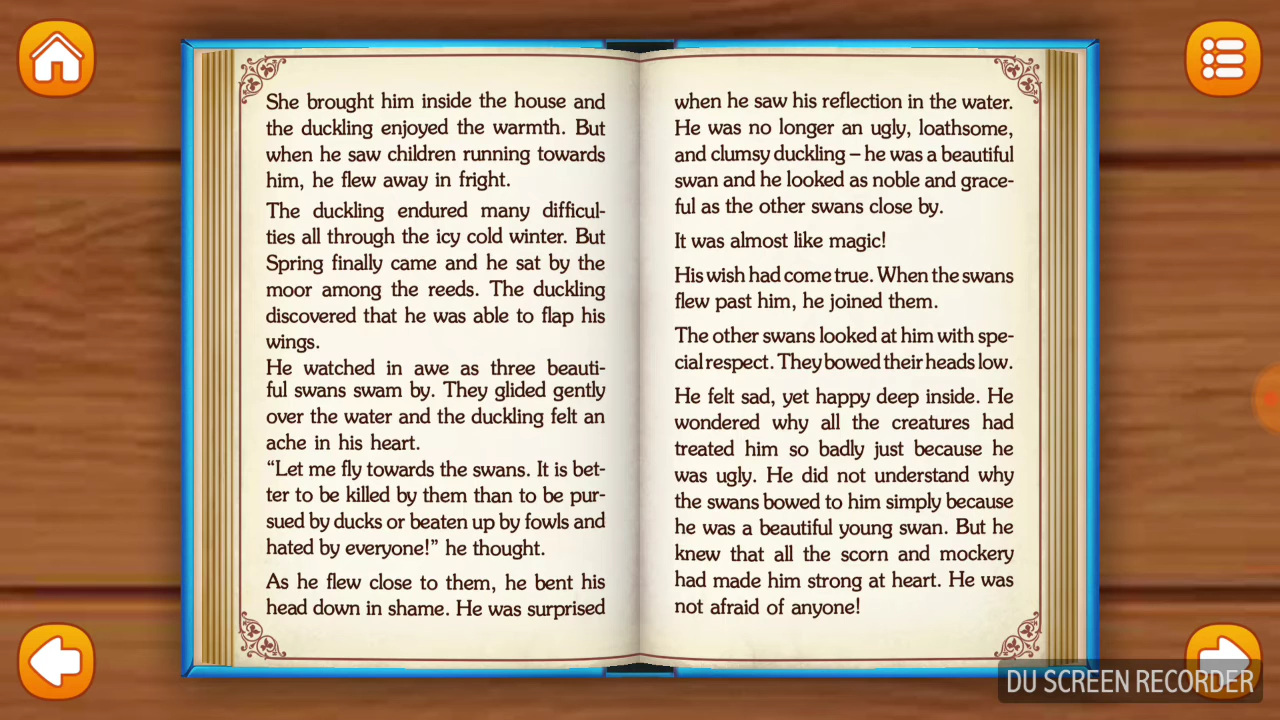 She brought him inside the house and
the duckling enjoyed the warmth. But
when he saw children running towards
him, he flew away in fright.
The duckling endured many difficul-
ties all through the icy cold winter. But
Spring finally came and he sat by the
moor among the reeds. The duckling
discovered that he was able to flap his
wings.
He watched in awe as three beauti-
ful swans swam by. They glided gently
over the water and the duckling felt an
ache in his heart.
“Let me fly towards the swans. It is bet-
ter to be killed by them than to be pur-
sued by ducks or beaten up by fowls and
hated by everyone!” he thought.
As he flew close to them, he bent his
head down in shame. He was surprised
when he saw his reflection in the water.
He was no longer an ugly, loathsome,
and clumsy duckling – he was a beautiful
swan and he looked as noble and grace-
ful as the other swans close by.
It was almost like magic!
His wish had come true. When the swans
flew past him, he joined them.
The other swans looked at him with spe-
cial respect. They bowed their heads low.
He felt sad, yet happy deep inside. He
wondered why all the creatures had
treated him so badly just because he
was ugly. He did not understand why
the swans bowed to him simply because
he was a beautiful young swan. But he
knew that all the scorn and mockery
had made him strong at heart. He was
not afraid of anyone!
DU SCREEN RECORDER